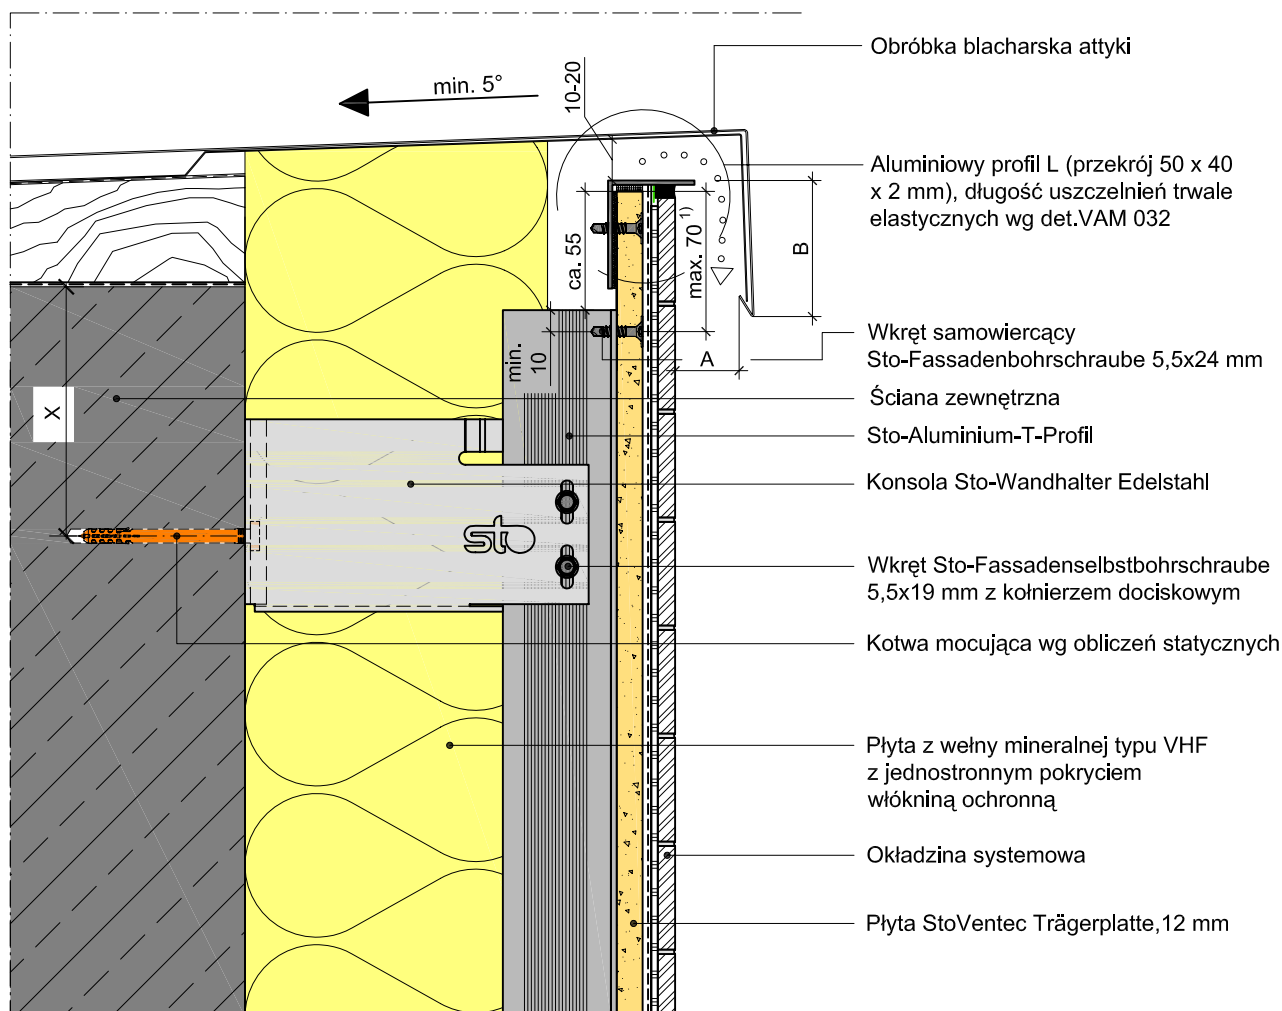 Obróbka blacharska attyki
min. 5°
10-20
Aluminiowy profil L (przekrój 50 x 40
x 2 mm), długość uszczelnień trwale
elastycznych wg det.VAM 032
ca. 55
max. 70 1)
B
Wkręt samowiercący
Sto-Fassadenbohrschraube 5,5x24 mm
A
min.
10
X
Ściana zewnętrzna
Sto-Aluminium-T-Profil
Konsola Sto-Wandhalter Edelstahl
sto
Wkręt Sto-Fassadenselbstbohrschraube
5,5x19 mm z kołnierzem dociskowym
Kotwa mocująca wg obliczeń statycznych
Płyta z wełny mineralnej typu VHF
z jednostronnym pokryciem
włókniną ochronną
Okładzina systemowa
Płyta StoVentec Trägerplatte,12 mm